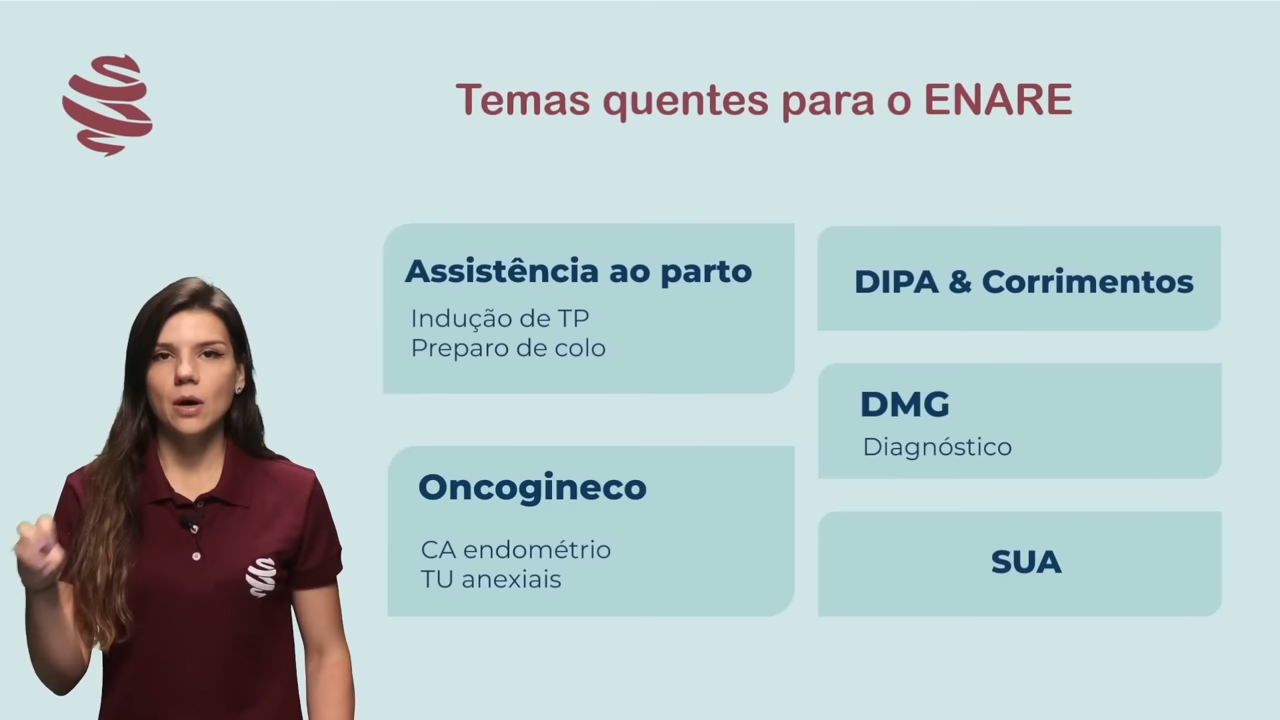 Temas quentes para o ENARE
Assistência ao parto
Indução de TP
Preparo de colo
Oncogineco
CA endométrio
TU anexiais
DIPA & Corrimentos
DMG
Diagnóstico
SUA